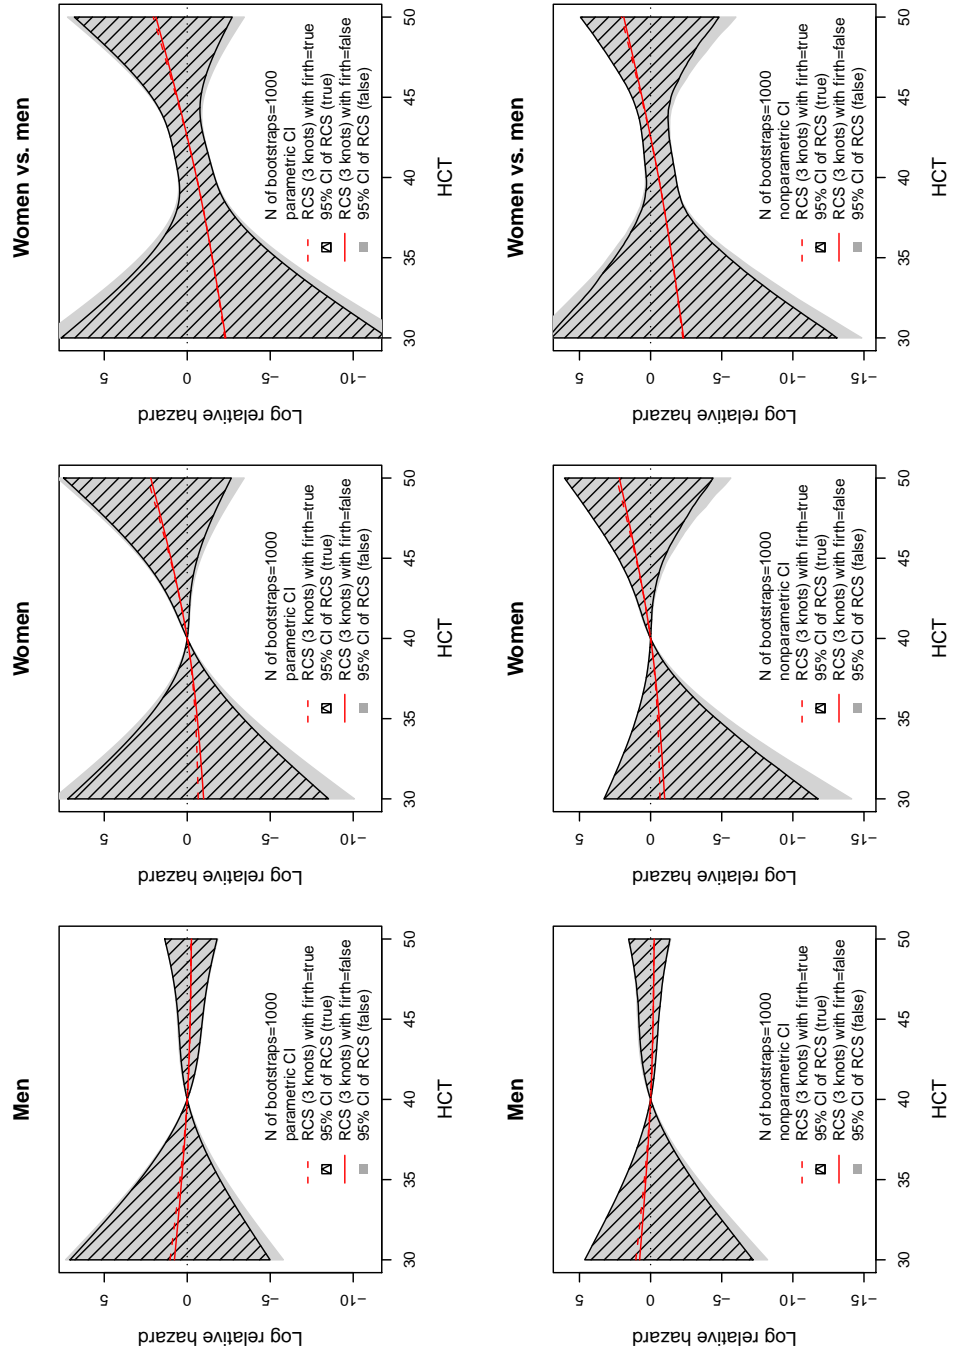 Men
Log relative hazard
5
0
−5
−10
N of bootstraps=1000
parametric CI
RCS (3 knots) with firth=true
95% CI of RCS (true)
RCS (3 knots) with firth=false
95% CI of RCS (false)
30 35 40 45 50
HCT
Women
Log relative hazard
5
0
−5
−10
N of bootstraps=1000
parametric CI
RCS (3 knots) with firth=true
95% CI of RCS (true)
RCS (3 knots) with firth=false
95% CI of RCS (false)
30 35 40 45 50
HCT
Women vs. men
Log relative hazard
5
0
−5
−10
N of bootstraps=1000
parametric CI
RCS (3 knots) with firth=true
95% CI of RCS (true)
RCS (3 knots) with firth=false
95% CI of RCS (false)
30 35 40 45 50
HCT
Men
Log relative hazard
5
0
−5
−10
−15
N of bootstraps=1000
nonparametric CI
RCS (3 knots) with firth=true
95% CI of RCS (true)
RCS (3 knots) with firth=false
95% CI of RCS (false)
30 35 40 45 50
HCT
Women
Log relative hazard
5
0
−5
−10
−15
N of bootstraps=1000
nonparametric CI
RCS (3 knots) with firth=true
95% CI of RCS (true)
RCS (3 knots) with firth=false
95% CI of RCS (false)
30 35 40 45 50
HCT
Women vs. men
Log relative hazard
5
0
−5
−10
−15
N of bootstraps=1000
nonparametric CI
RCS (3 knots) with firth=true
95% CI of RCS (true)
RCS (3 knots) with firth=false
95% CI of RCS (false)
30 35 40 45 50
HCT